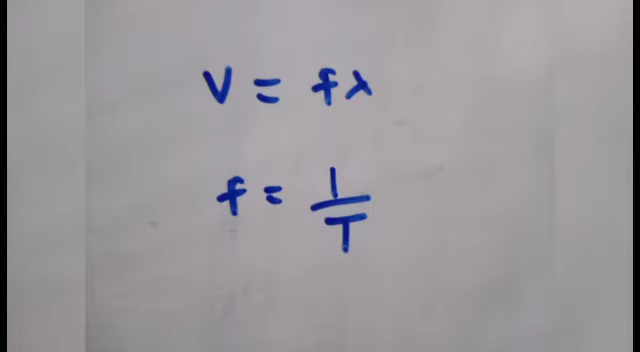 V = fλ
f = 1/T